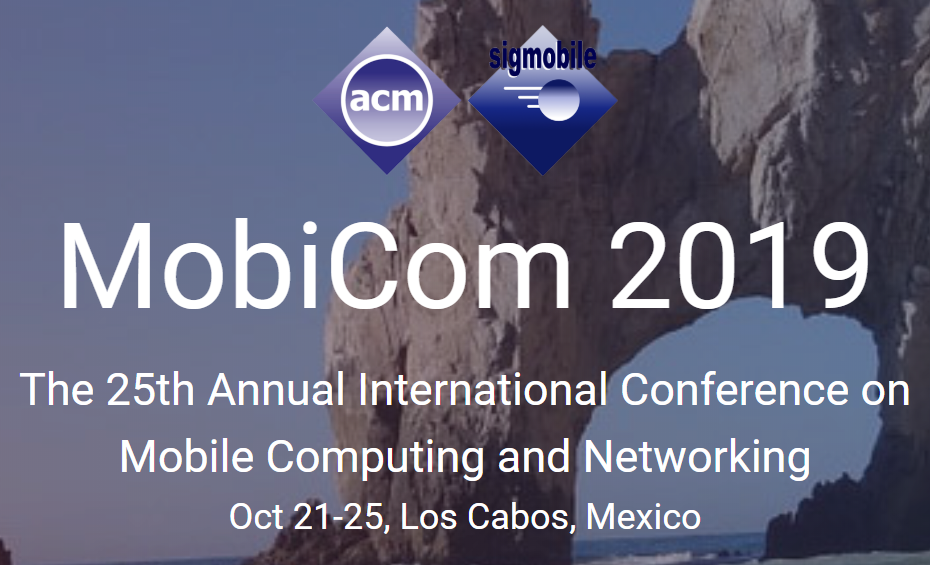 acm
sigmobile
MobiCom 2019
The 25th Annual International Conference on
Mobile Computing and Networking
Oct 21-25, Los Cabos, Mexico